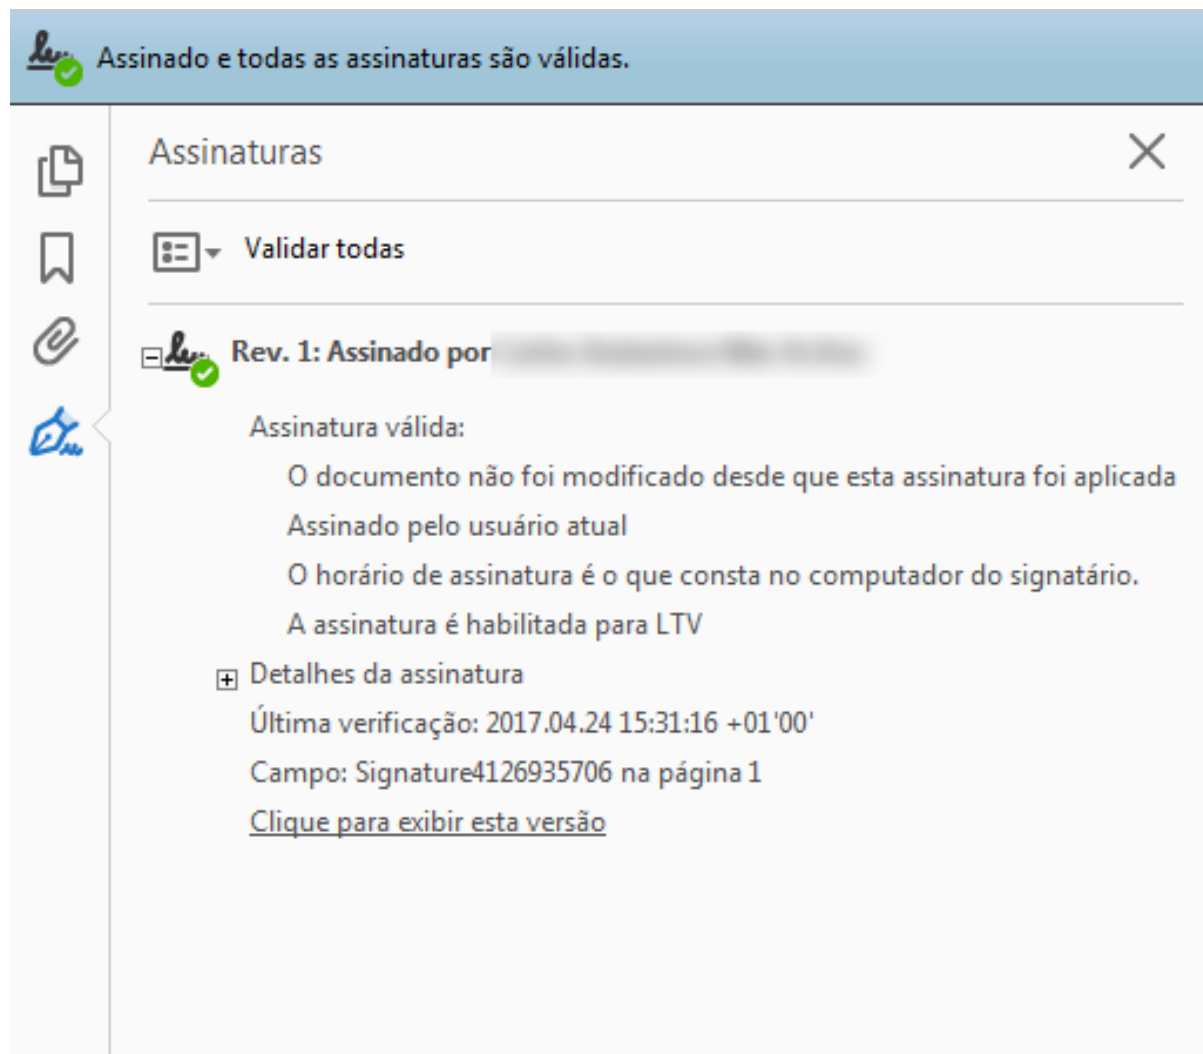 Assinado e todas as assinaturas são válidas.
Assinaturas
Validar todas
Rev. 1: Assinado por
Assinatura válida:
O documento não foi modificado desde que esta assinatura foi aplicada
Assinado pelo usuário atual
O horário de assinatura é o que consta no computador do signatário.
A assinatura é habilitada para LTV
Detalhes da assinatura
Última verificação: 2017.04.24 15:31:16 +01'00'
Campo: Signature4126935706 na página 1
Clique para exibir esta versão